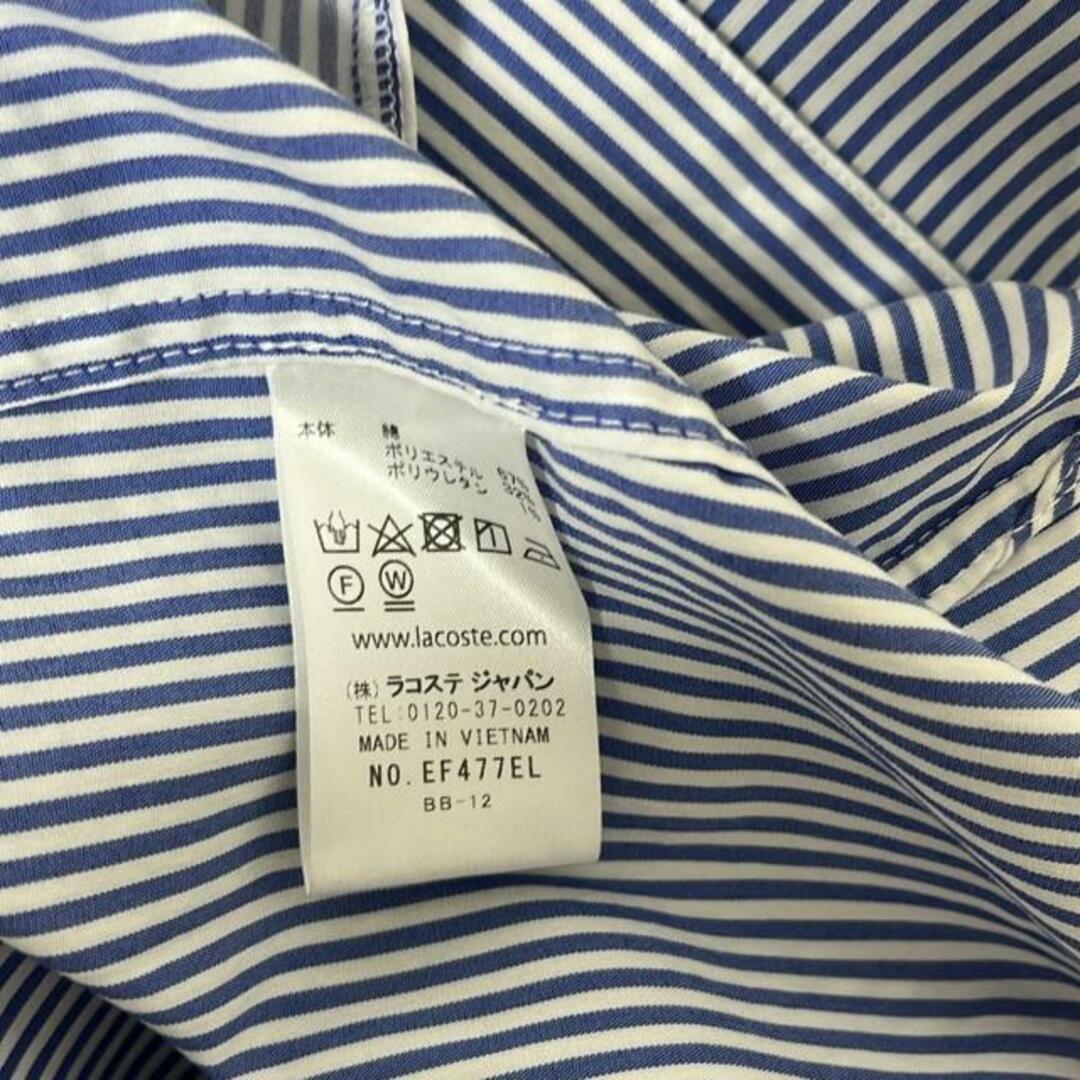 本体 綿
ポリエステル
ポリウレタン
F W
www.lacoste.com
(株) ラコステ ジャパン
TEL:0120-37-0202
MADE IN VIETNAM
NO. EF477EL
BB-12